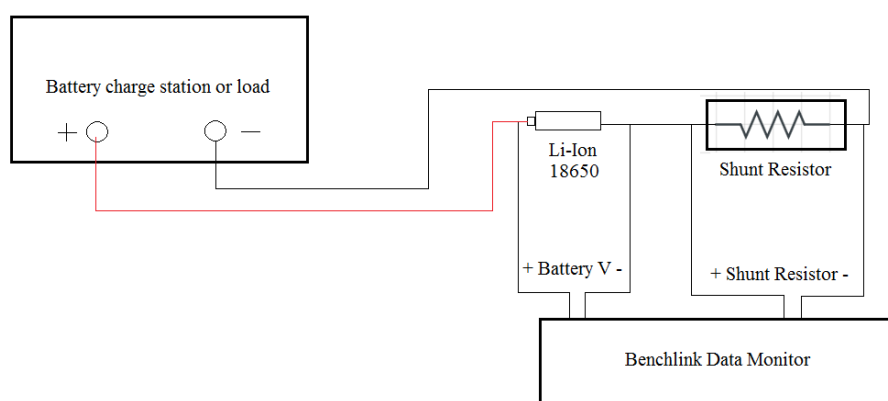 Battery charge station or load
+ −
Li-Ion
18650
Shunt Resistor
+ Battery V -
+ Shunt Resistor -
Benchlink Data Monitor